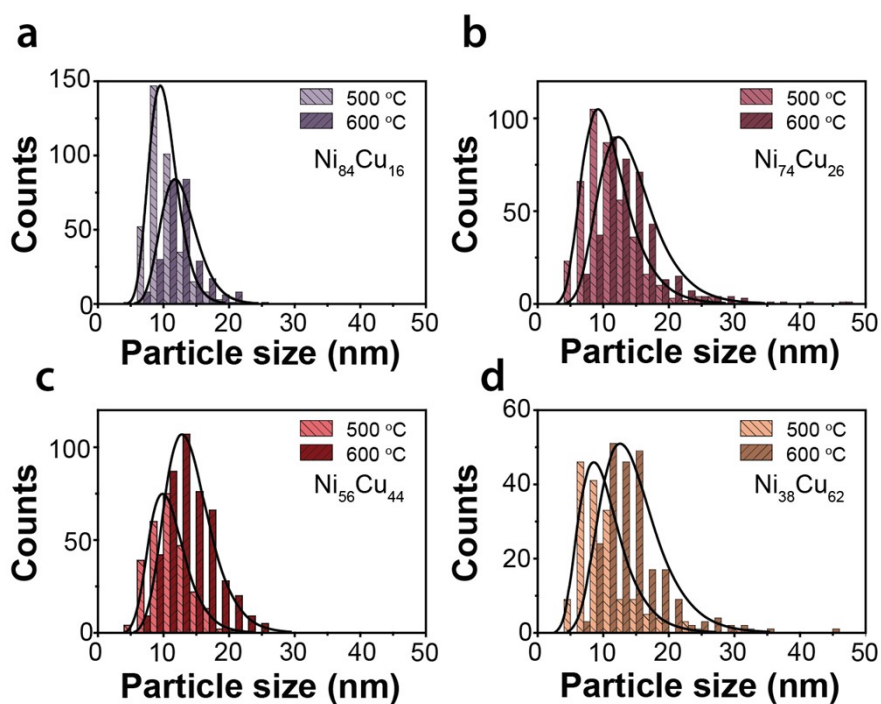 a
150
100
50
0
Counts
0 10 20 30 40 50
Particle size (nm)
500 °C
600 °C
Ni₈₄Cu₁₆
b
100
50
0
Counts
0 10 20 30 40 50
Particle size (nm)
500 °C
600 °C
Ni₇₄Cu₂₆
c
100
50
0
Counts
0 10 20 30 40 50
Particle size (nm)
500 °C
600 °C
Ni₅₆Cu₄₄
d
60
40
20
0
Counts
0 10 20 30 40 50
Particle size (nm)
500 °C
600 °C
Ni₃₈Cu₆₂